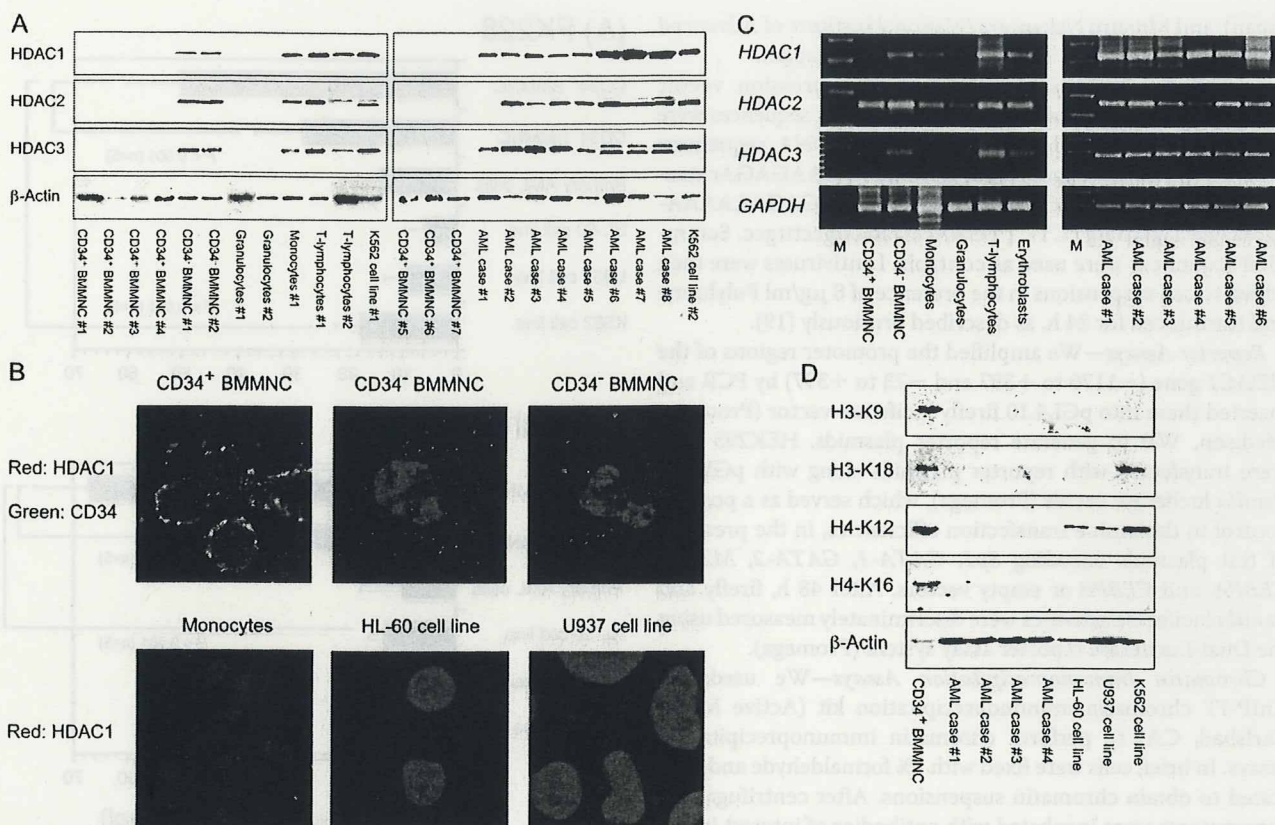 A
HDAC1
HDAC2
HDAC3
β-Actin
CD34⁺ BMMNC #1
CD34⁺ BMMNC #2
CD34⁺ BMMNC #3
CD34⁺ BMMNC #4
CD34⁻ BMMNC #1
CD34⁻ BMMNC #2
Granulocytes #1
Granulocytes #2
Monocytes #1
T-lymphocytes #1
T-lymphocytes #2
K562 cell line #1
CD34⁺ BMMNC #5
CD34⁺ BMMNC #6
CD34⁺ BMMNC #7
AML case #1
AML case #2
AML case #3
AML case #4
AML case #5
AML case #6
AML case #7
AML case #8
K562 cell line #2
B
CD34⁺ BMMNC
CD34⁻ BMMNC
CD34⁻ BMMNC
Red: HDAC1
Green: CD34
Monocytes
HL-60 cell line
U937 cell line
Red: HDAC1
C
HDAC1
HDAC2
HDAC3
GAPDH
M
CD34⁺ BMMNC
CD34⁻ BMMNC
Monocytes
Granulocytes
T-lymphocytes
Erythroblasts
M
AML case #1
AML case #2
AML case #3
AML case #4
AML case #5
AML case #6
D
H3-K9
H3-K18
H4-K12
H4-K16
β-Actin
CD34⁺ BMMNC
AML case #1
AML case #2
AML case #3
AML case #4
HL-60 cell line
U937 cell line
K562 cell line